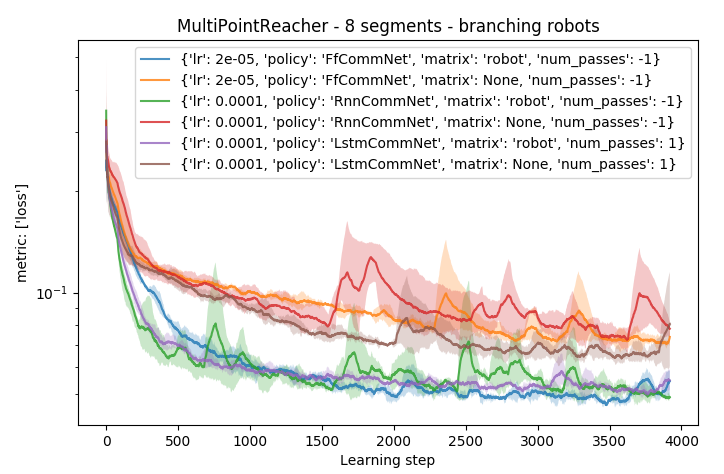 MultiPointReacher - 8 segments - branching robots
{'lr': 2e-05, 'policy': 'FfCommNet', 'matrix': 'robot', 'num_passes': -1}
{'lr': 2e-05, 'policy': 'FfCommNet', 'matrix': None, 'num_passes': -1}
{'lr': 0.0001, 'policy': 'RnnCommNet', 'matrix': 'robot', 'num_passes': -1}
{'lr': 0.0001, 'policy': 'RnnCommNet', 'matrix': None, 'num_passes': -1}
{'lr': 0.0001, 'policy': 'LstmCommNet', 'matrix': 'robot', 'num_passes': 1}
{'lr': 0.0001, 'policy': 'LstmCommNet', 'matrix': None, 'num_passes': 1}
metric: ['loss']
10⁻¹
0 500 1000 1500 2000 2500 3000 3500 4000
Learning step